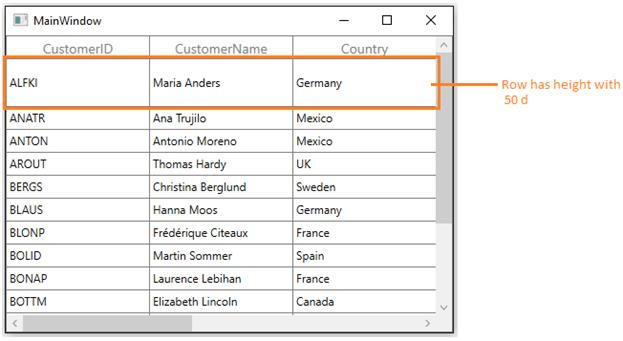 MainWindow
CustomerID CustomerName Country
ALFKI Maria Anders Germany
Row has height with
50 d
ANATR Ana Trujilo Mexico
ANTON Antonio Moreno Mexico
AROUT Thomas Hardy UK
BERGS Christina Berglund Sweden
BLAUS Hanna Moos Germany
BLONP Frédérique Citeaux France
BOLID Martin Sommer Spain
BONAP Laurence Lebihan France
BOTTM Elizabeth Lincoln Canada